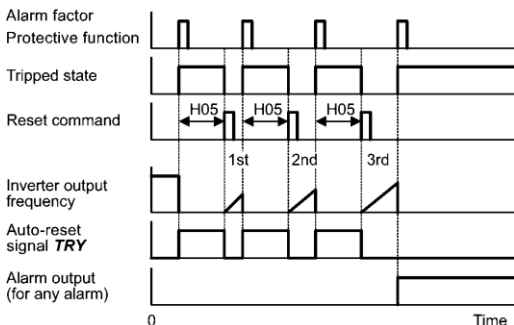 Alarm factor
Protective function
Tripped state
H05 H05 H05
Reset command
1st 2nd 3rd
Inverter output
frequency
Auto-reset
signal TRY
Alarm output
(for any alarm)
0 Time